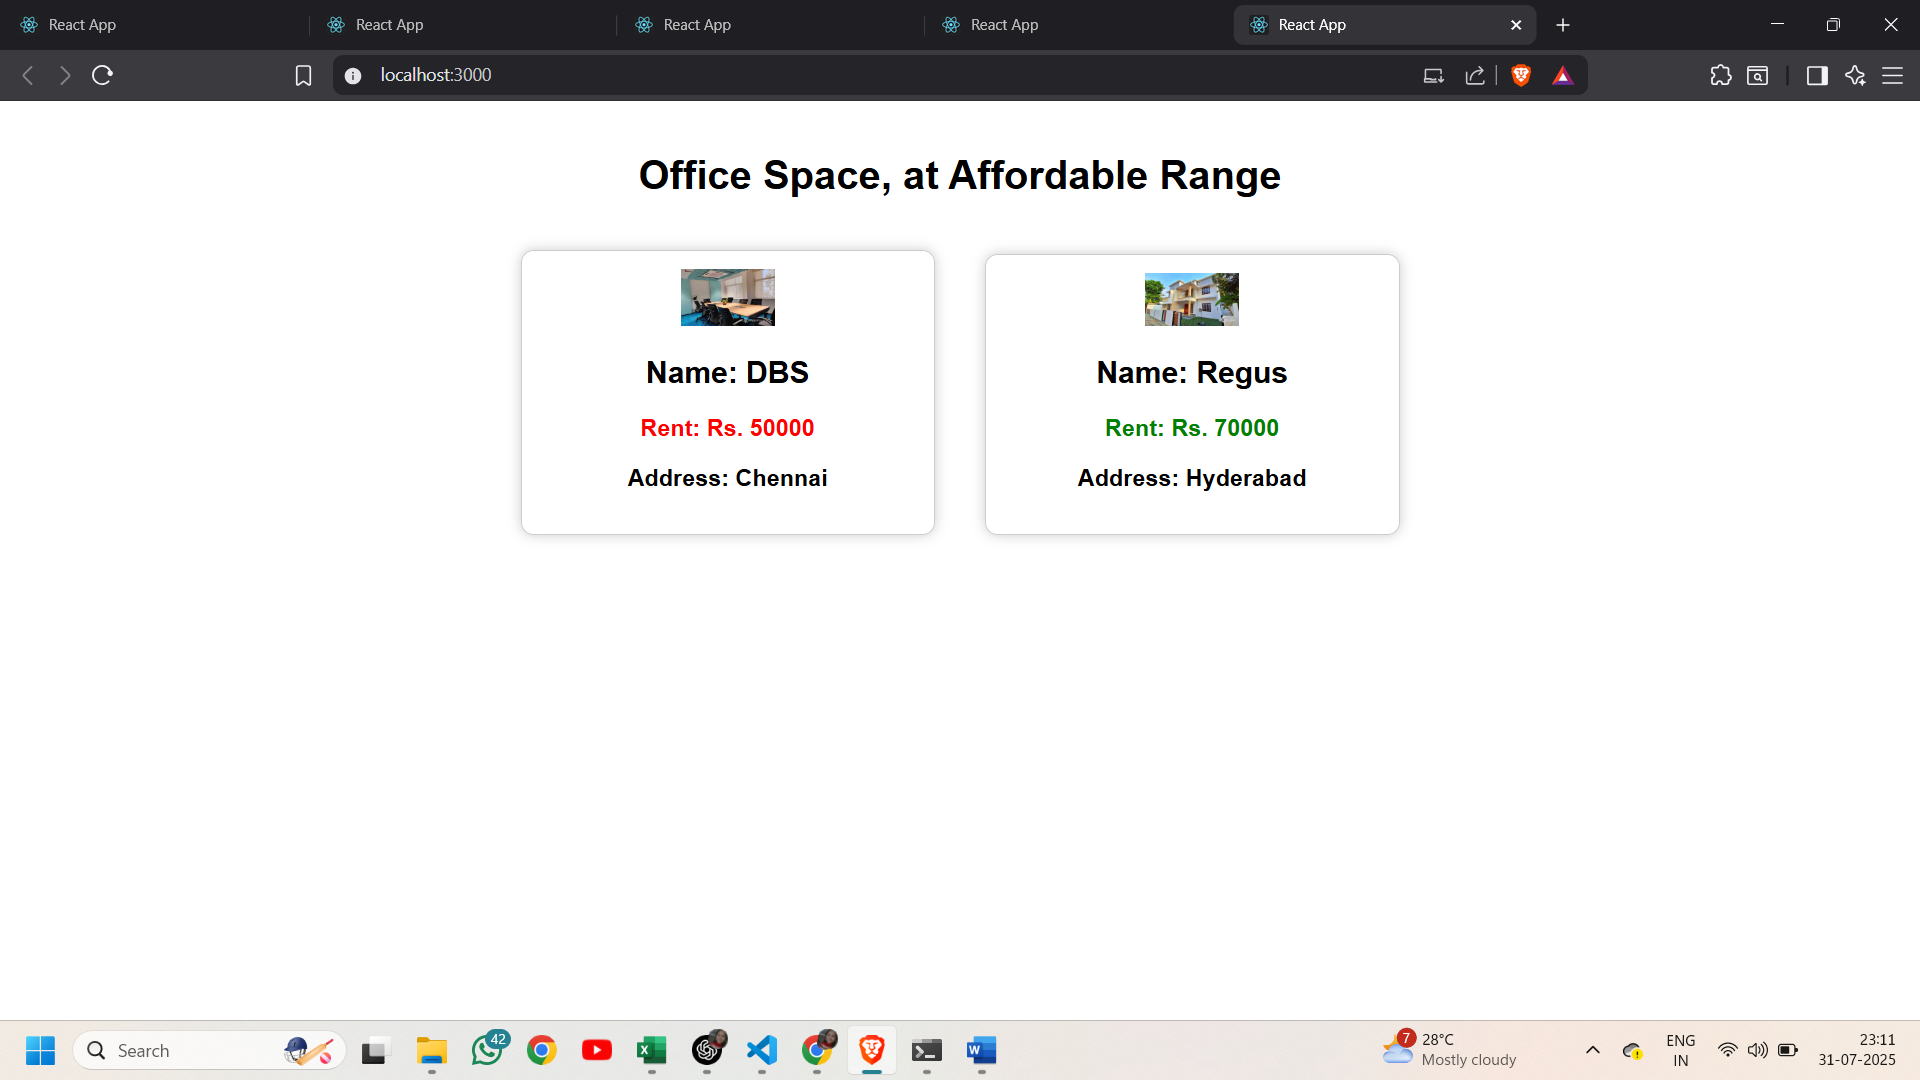 React App
React App
React App
React App
React App
localhost:3000
Office Space, at Affordable Range
Name: DBS
Rent: Rs. 50000
Address: Chennai
Name: Regus
Rent: Rs. 70000
Address: Hyderabad
Search
42
7
28°C
Mostly cloudy
ENG
IN
23:11
31-07-2025